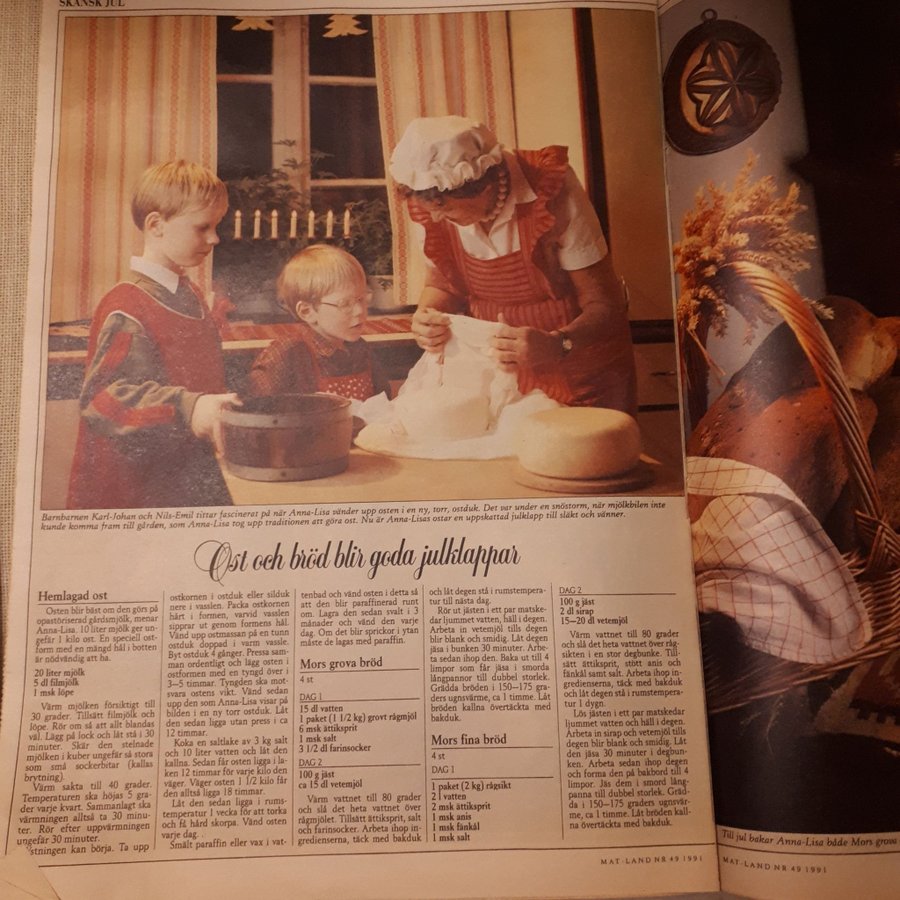 SKÅNSK JUL
Barnbarnen Karl-Johan och Nils-Emil tittar fascinerat på när Anna-Lisa vänder upp osten i en ny, torr, ostduk. Det var under en snöstorm, när mjölkbilen inte
kunde komma fram till gården, som Anna-Lisa tog upp traditionen att göra ost. Nu är Anna-Lisas ostar en uppskattad julklapp till släkt och vänner.
Ost och bröd blir goda julklappar
Hemlagad ost
Osten blir bäst om den görs på
opastöriserad gårdsmjölk, menar
Anna-Lisa. 10 liter mjölk ger un-
gefär 1 kilo ost. En speciell ost-
form med en mängd hål i botten
är nödvändig att ha.
20 liter mjölk
5 dl filmjölk
1 msk löpe
Värm mjölken försiktigt till
30 grader. Tillsätt filmjölk och
löpe. Rör om så att allt blandas
väl. Lägg på lock och låt stå i 30
minuter. Skär den stelnade
mjölken i kuber ungefär så stora
som små sockerbitar (kallas
brytning).
Värm sakta till 40 grader.
Temperaturen ska höjas 5 gra-
der varje kvart. Sammanlagt ska
värmningen alltså ta 30 minu-
ter. Rör efter uppvärmningen
ungefär 30 minuter.
stningen kan börja. Ta upp
ostkornen i ostduk eller silduk
nere i vasslen. Packa ostkornen
hårt i formen, varvid vasslen
sipprar ut genom formens hål.
Vänd upp ostmassan på en tunn
ostduk doppad i varm vassle.
Byt ostduk 4 gånger. Pressa sam-
man ordentligt och lägg osten i
ostformen med en tyngd över i
3—5 timmar. Tyngden ska mot-
svara ostens vikt. Vänd sedan
upp den som Anna-Lisa visar på
bilden i en ny torr ostduk. Låt
den sedan ligga utan press i ca
12 timmar.
Koka en saltlake av 3 kg salt
och 10 liter vatten och låt den
kallna. Sedan får osten ligga i la-
ken 12 timmar för varje kilo den
väger. Väger osten 1 1/2 kilo får
den alltså ligga 18 timmar.
Låt den sedan ligga i rums-
temperatur 1 vecka för att torka
och få hård skorpa. Vänd osten
varje dag.
Smält paraffin eller vax i vat-
tenbad och vänd osten i detta så
att den blir paraffinerad runt
om. Lagra den sedan svalt i 3
månader och vänd den varje
dag. Om det blir sprickor i ytan
måste de lagas med paraffin.
Mors grova bröd
4 st
DAG 1
15 dl vatten
1 paket (1 1/2 kg) grovt rågmjöl
6 msk ättiksprit
1 msk salt
3 1/2 dl farinsocker
DAG 2
100 g jäst
ca 15 dl vetemjöl
Värm vattnet till 80 grader
och slå det heta vattnet över
rågmjölet. Tillsätt ättiksprit, salt
och farinsocker. Arbeta ihop in-
gredienserna, täck med bakduk
och låt degen stå i rumstempera-
tur till nästa dag.
Rör ut jästen i ett par matske-
dar ljummet vatten, häll i degen.
Arbeta in vetemjöl tills degen
blir blank och smidig. Låt degen
jäsa i bunken 30 minuter. Arbe-
ta sedan ihop den. Baka ut till 4
limpor som får jäsa i smorda
långpannor till dubbel storlek.
Grädda bröden i 150—175 gra-
ders ugnsvärme, ca 1 timme. Låt
bröden kallna övertäckta med
bakduk.
Mors fina bröd
4 st
DAG 1
1 paket (2 kg) rågsikt
2 l vatten
2 msk ättiksprit
1 msk anis
1 msk fänkål
1 msk salt
DAG 2
100 g jäst
2 dl sirap
15—20 dl vetemjöl
Värm vattnet till 80 grader
och slå det heta vattnet över råg-
sikten i en stor degbunke. Till-
sätt ättiksprit, stött anis och
fänkål samt salt. Arbeta ihop in-
gredienserna, täck med bakduk
och låt degen stå i rumstempera-
tur 1 dygn.
Lös jästen i ett par matskedar
ljummet vatten och häll i degen.
Arbeta in sirap och vetemjöl tills
degen blir blank och smidig. Låt
den jäsa i 30 minuter i degbun-
ken. Arbeta sedan ihop degen
och forma den på bakbord till 4
limpor. Jäs dem i smord lång-
panna till dubbel storlek. Gräd-
da i 150—175 graders ugnsvär-
me, ca 1 timme. Låt bröden kall-
na övertäckta med bakduk.
MAT·LAND NR 49 1991
Till jul bakar Anna-Lisa både Mors grova
MAT·LAND NR 49 1991